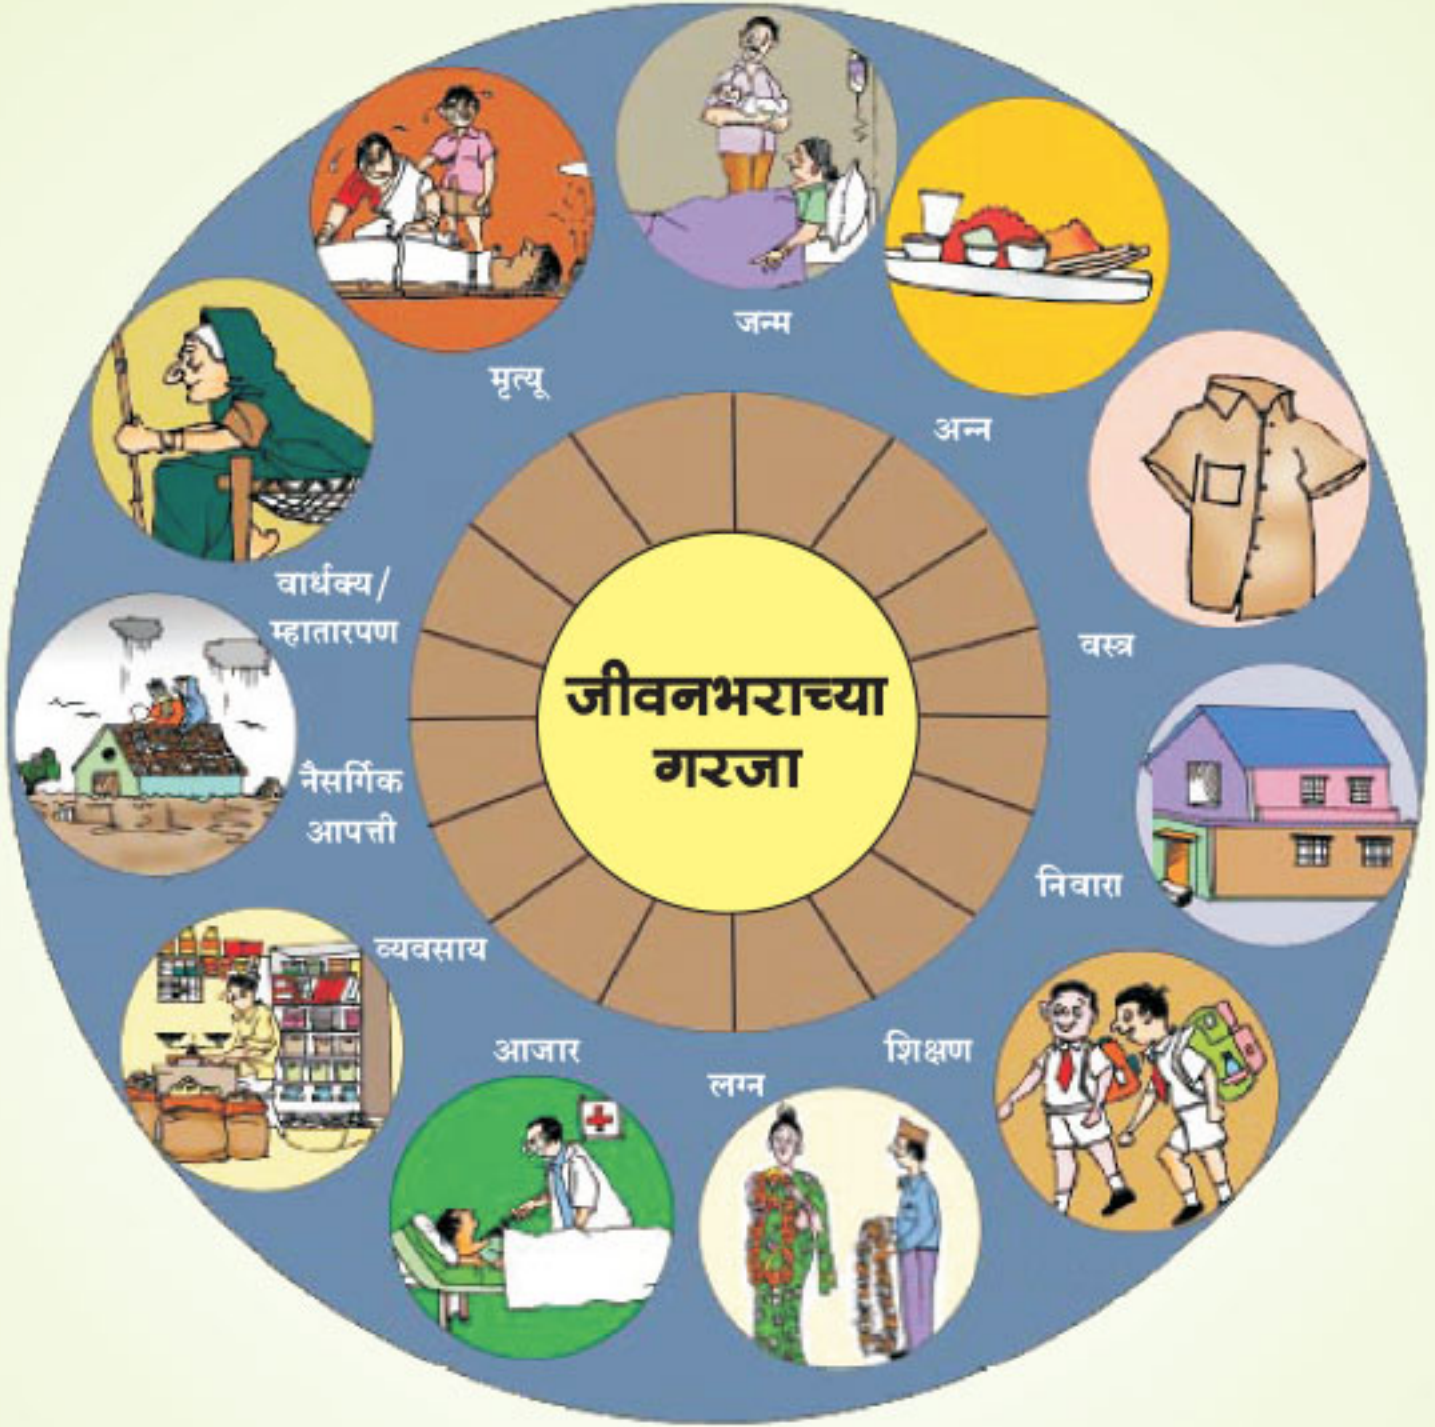 जन्म
अन्न
वस्त्र
निवारा
शिक्षण
लग्न
आजार
व्यवसाय
नैसर्गिक
आपत्ती
वार्धक्य/
म्हातारपण
मृत्यू
जीवनभराच्या
गरजा